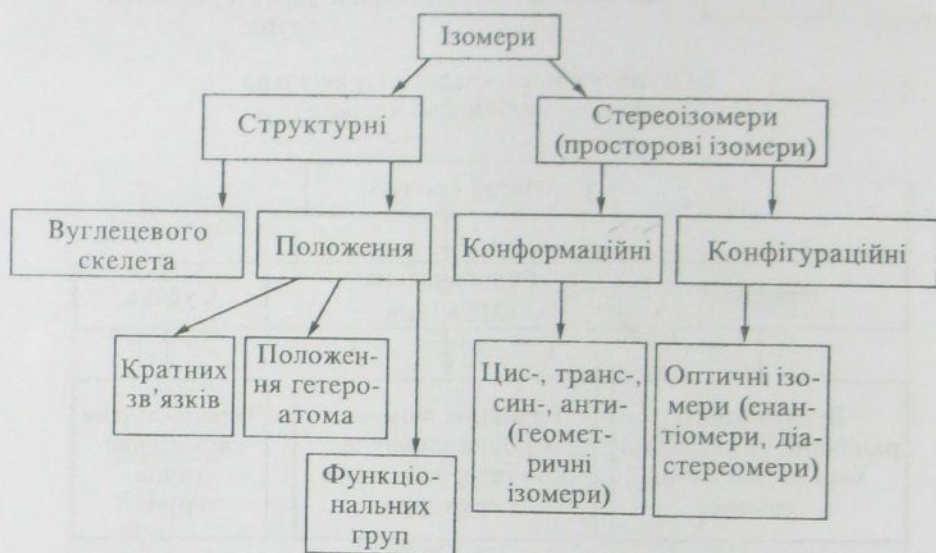 Ізомери
Структурні
Стереоізомери
(просторові ізомери)
Вуглецевого
скелета
Положення
Конформаційні
Конфігураційні
Кратних
зв'язків
Положен-
ня гетеро-
атома
Функціо-
нальних
груп
Цис-, транс-,
син-, анти-
(геомет-
ричні
ізомери)
Оптичні ізо-
мери (енан-
тіомери, діа-
стереомери)